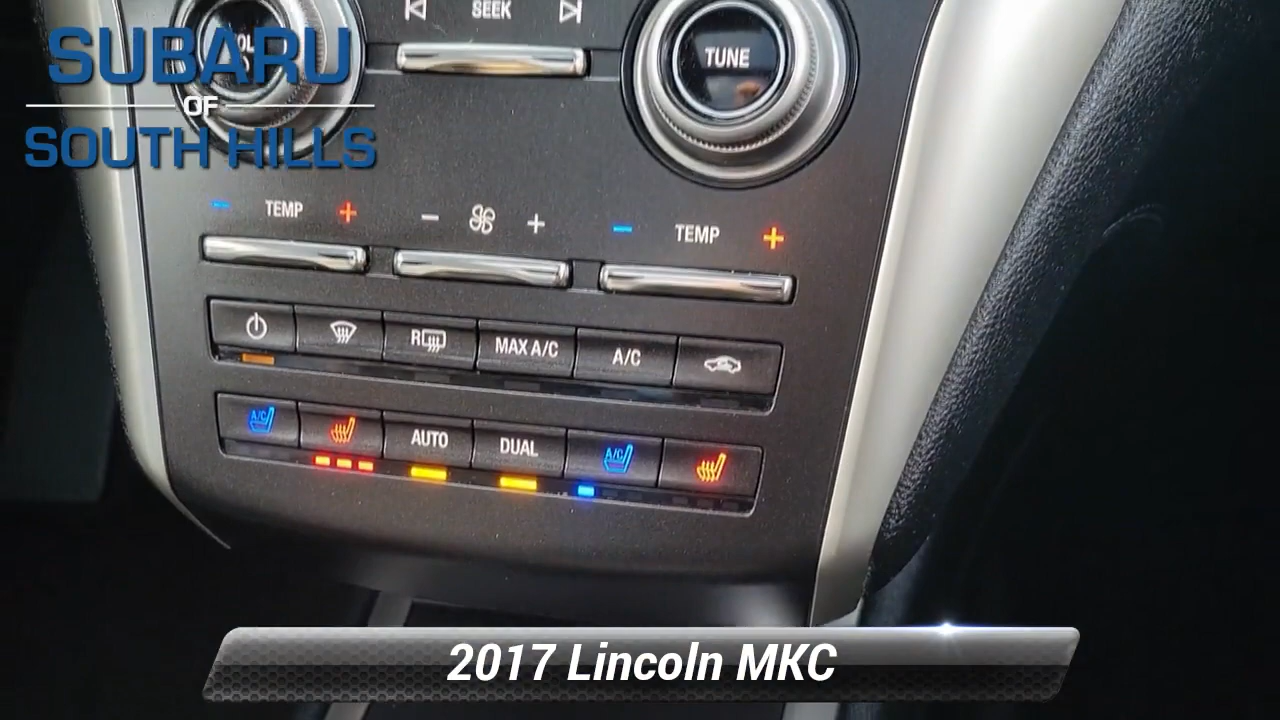 SUBARU
OF
SOUTH HILLS
SEEK
TUNE
TEMP
TEMP
R
MAX A/C
A/C
A/C
AUTO
DUAL
A/C
2017 Lincoln MKC